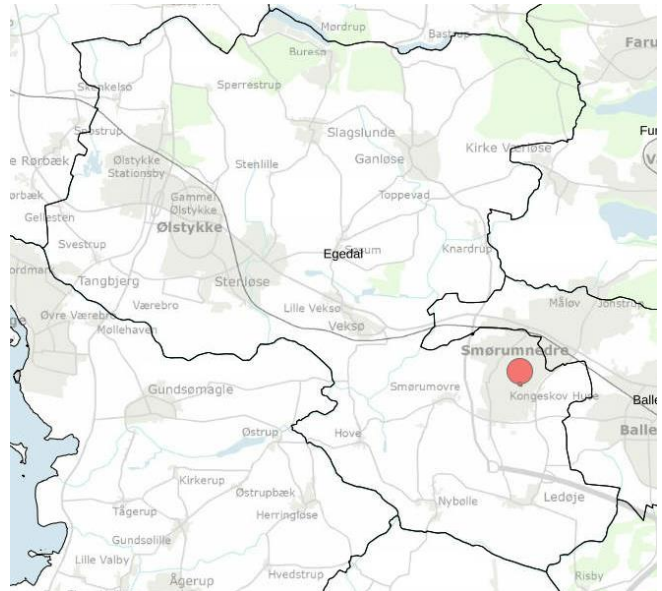 Mørdrup
Bastrup
Buresø
Faru
Skenkelsø
Sperrestrup
Slagslunde
Kirke Værløse
Ølstykke
Stationsby
Stenlille
Ganløse
e Rørbæk
Gammel
Ølstykke
Ølstykke
Toppevad
Gellesten
Svestrup
Egedal
Knardrup
Tangbjerg
Stenløse
Værebro
Lille Veksø
Veksø
Måløv
Jonstrup
Øvre Værebro
Møllehaven
Smørumnedre
Gundsømagle
Smørumovre
Kongeskov Huse
Balle
Balle
Østrup
Hove
Kirkerup
Østrupbæk
Nybølle
Ledøje
Tågerup
Herringløse
Gundsølille
Lille Valby
Ågerup
Hvedstrup
Risby